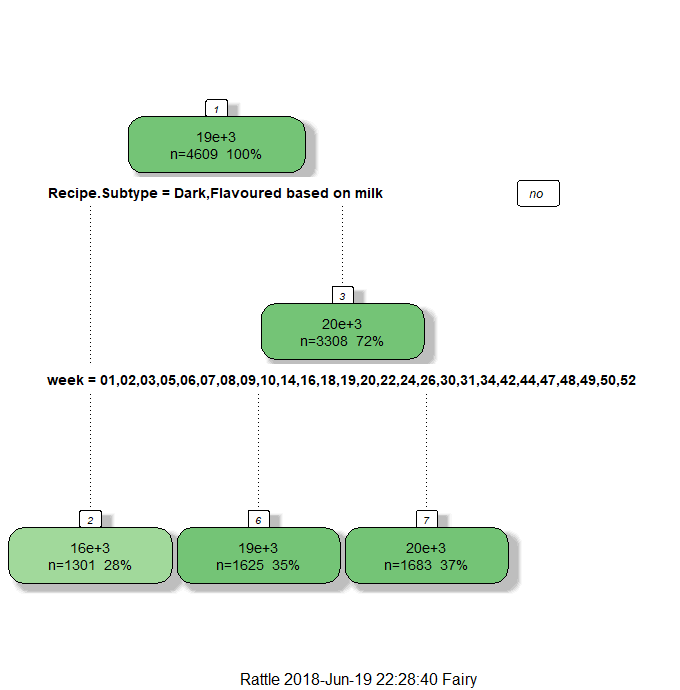 1
19e+3
n=4609 100%
Recipe.Subtype = Dark,Flavoured based on milk
no
3
20e+3
n=3308 72%
week = 01,02,03,05,06,07,08,09,10,14,16,18,19,20,22,24,26,30,31,34,42,44,47,48,49,50,52
2
6
7
16e+3
n=1301 28%
19e+3
n=1625 35%
20e+3
n=1683 37%
Rattle 2018-Jun-19 22:28:40 Fairy